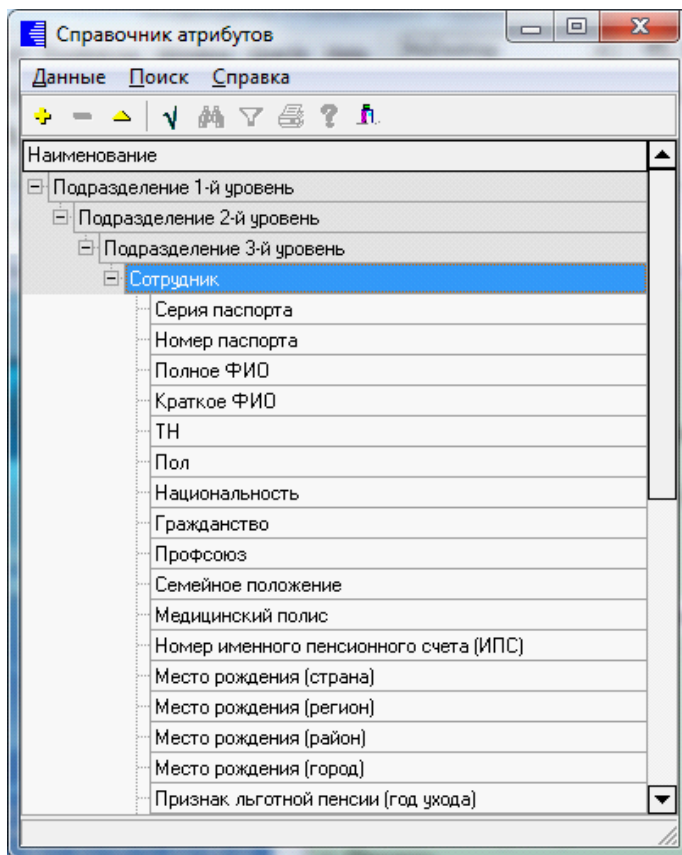 Справочник атрибутов
Данные Поиск Справка
Наименование
Подразделение 1-й уровень
Подразделение 2-й уровень
Подразделение 3-й уровень
Сотрудник
Серия паспорта
Номер паспорта
Полное ФИО
Краткое ФИО
ТН
Пол
Национальность
Гражданство
Профсоюз
Семейное положение
Медицинский полис
Номер именного пенсионного счета (ИПС)
Место рождения (страна)
Место рождения (регион)
Место рождения (район)
Место рождения (город)
Признак льготной пенсии (год ухода)